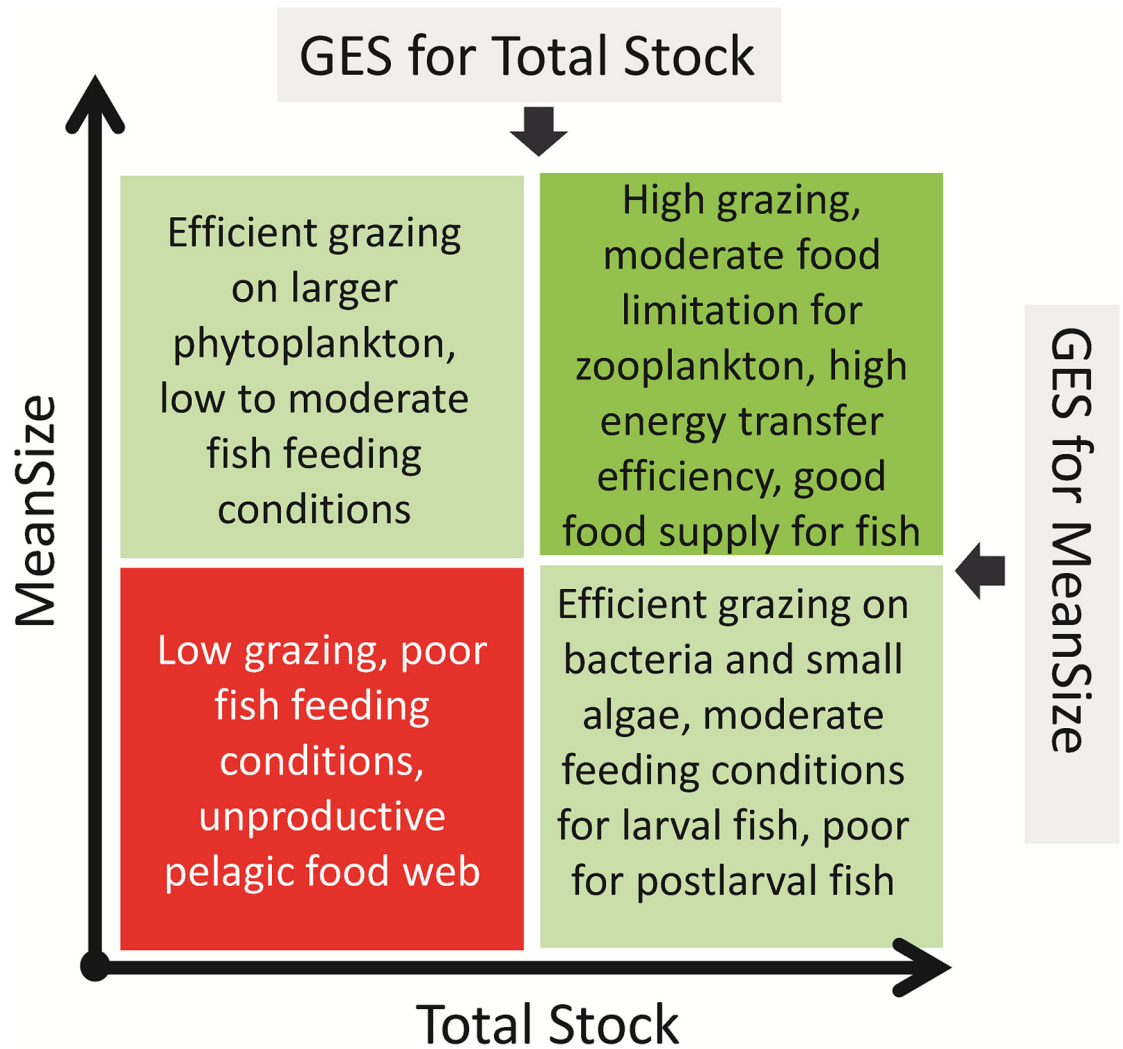 GES for Total Stock
Efficient grazing
on larger
phytoplankton,
low to moderate
fish feeding
conditions
High grazing,
moderate food
limitation for
zooplankton, high
energy transfer
efficiency, good
food supply for fish
MeanSize
GES for MeanSize
Low grazing, poor
fish feeding
conditions,
unproductive
pelagic food web
Efficient grazing on
bacteria and small
algae, moderate
feeding conditions
for larval fish, poor
for postlarval fish
Total Stock